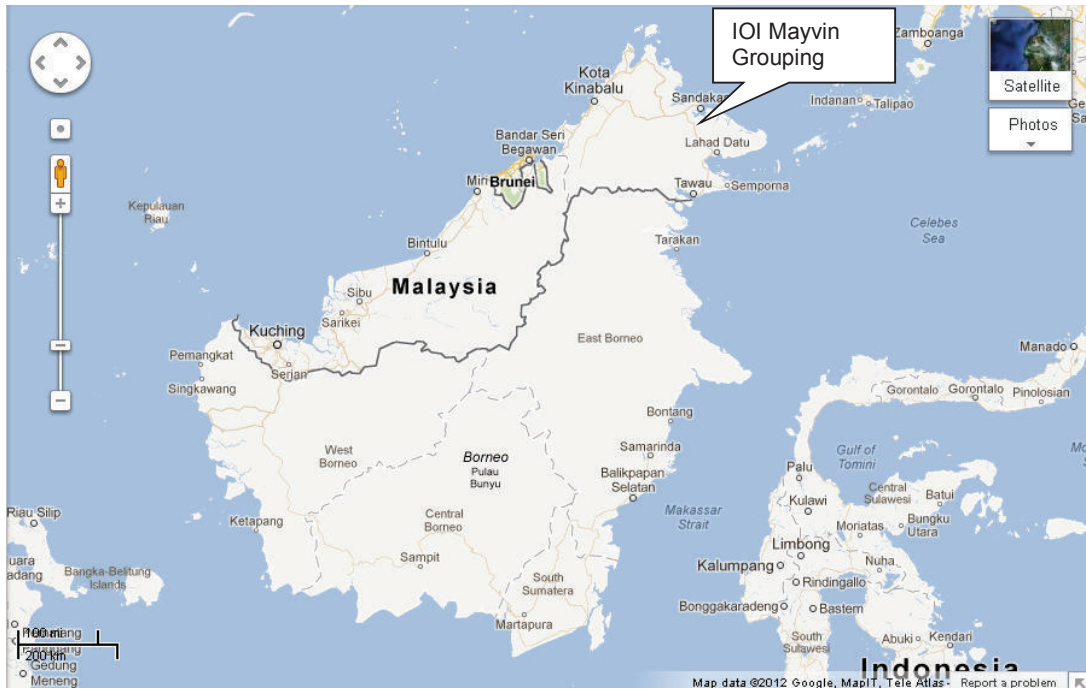 IOI Mayvin
Grouping
Zamboanga
Satellite
Kota
Kinabalu
Indanan
Talipao
Photos
Lahad Datu
Bandar Seri
Begawan
Brunei
Tawau
Semporna
Kepulauan
Riau
Celebes
Sea
Bintulu
Tarakan
Malaysia
Sibu
Sarikei
Kuching
East Borneo
Pemangkat
Serian
Manado
Singkawang
Gorontalo
Gorontalo
Pinolosian
Bontang
West
Borneo
Samarinda
Gulf of
Tomini
Borneo
Pulau
Bunyu
Balikpapan
Selatan
Palu
Central
Sulawesi
Batui
Kulawi
Makassar
Strait
Riau Silip
Ketapang
Central
Borneo
Moriatas
Bungku
Utara
Limbong
Sampit
Kalumpang
Nuha
Bangka-Belitung
Islands
Rindingallo
South
Sumatera
Bonggakaradeng
Bastem
Martapura
South
Sulawesi
Abuki
Kendari
100 mi
200 km
Gedung
Meneng
Indonesia
Map data ©2012 Google, MapIT, Tele Atlas -
Report a problem